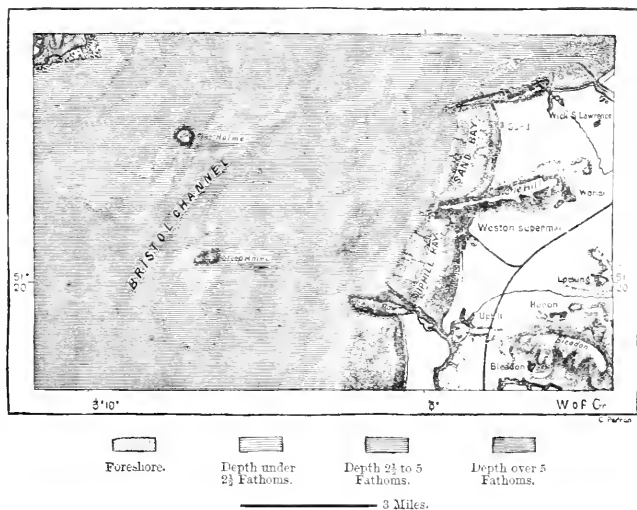 Wick S Lawrence
Sand
SAND BAY
Flat Holme
BRISTOL CHANNEL
Weston super mare
UPHILL BAY
Steep Holme
51°
20
51°
20
Hutton
Uphill
Bleadon
Bleadon
3°10'
3°
W of Gr.
Foreshore.
Depth under
2½ Fathoms.
Depth 2½ to 5
Fathoms.
Depth over 5
Fathoms.
3 Miles.